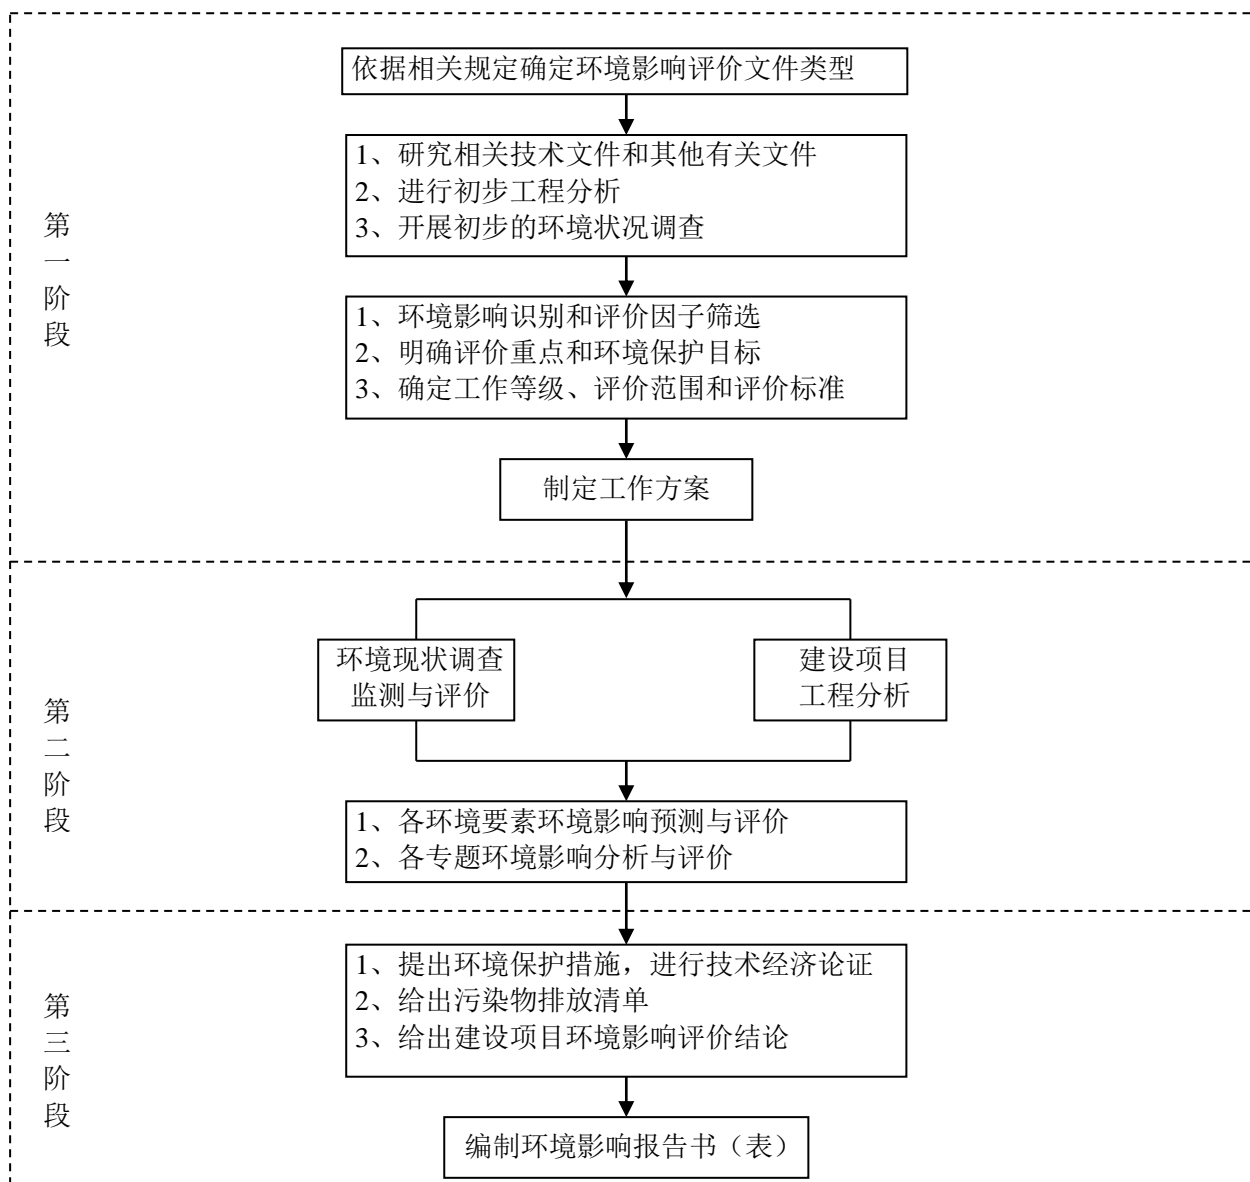 依据相关规定确定环境影响评价文件类型
1、研究相关技术文件和其他有关文件
2、进行初步工程分析
3、开展初步的环境状况调查
第一阶段
1、环境影响识别和评价因子筛选
2、明确评价重点和环境保护目标
3、确定工作等级、评价范围和评价标准
制定工作方案
环境现状调查
监测与评价
建设项目
工程分析
第二阶段
1、各环境要素环境影响预测与评价
2、各专题环境影响分析与评价
1、提出环境保护措施，进行技术经济论证
2、给出污染物排放清单
3、给出建设项目环境影响评价结论
第三阶段
编制环境影响报告书（表）